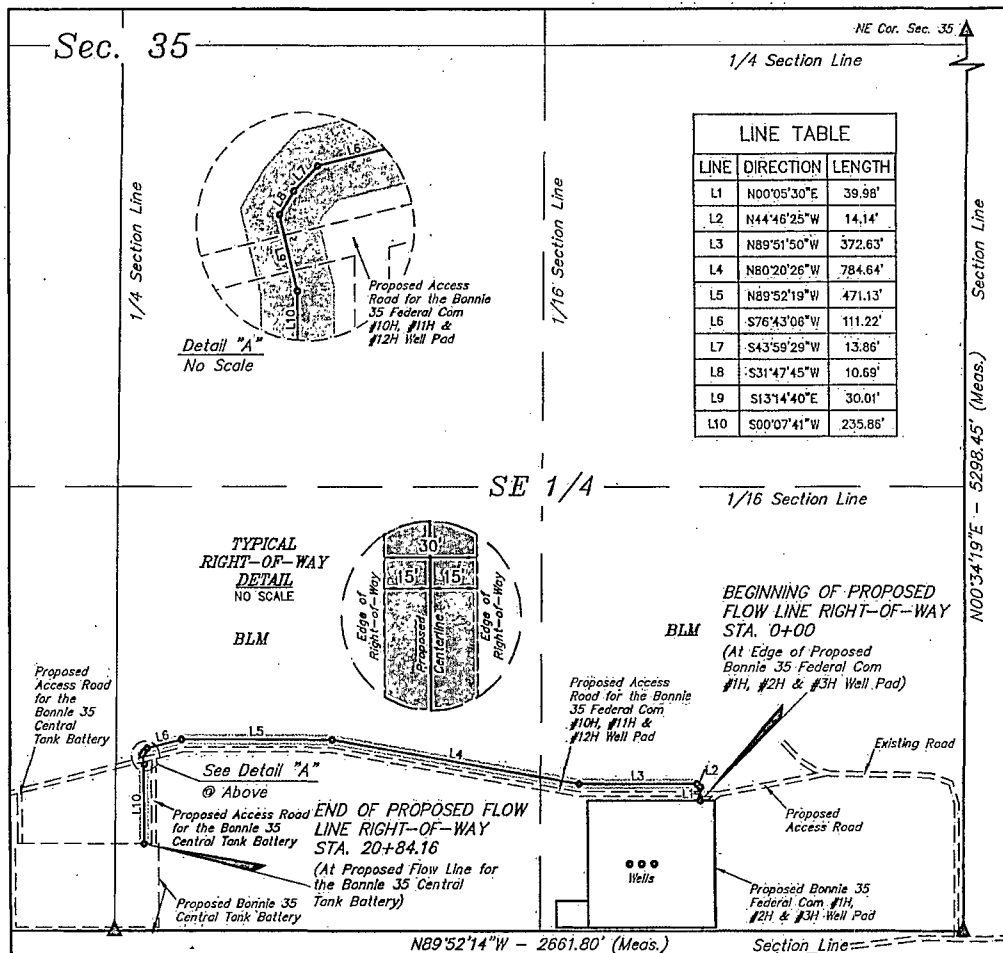 Sec. 35
NE Cor. Sec. 35
1/4 Section Line
1/4 Section Line
1/16 Section Line
Section Line
L6
L7
L8
L10
Proposed Access
Road for the Bonnie
35 Federal Com
#10H, #11H &
#12H Well Pad
Detail "A"
No Scale
LINE TABLE
LINE DIRECTION LENGTH
L1 N00°05'30"E 39.98'
L2 N44°46'25"W 14.14'
L3 N89°51'50"W 372.63'
L4 N80°20'26"W 784.64'
L5 N89°52'19"W 471.13'
L6 S76°43'06"W 111.22'
L7 S43°59'29"W 13.86'
L8 S31°47'45"W 10.69'
L9 S13°14'40"E 30.01'
L10 S00°07'41"W 235.86'
N00°34'19"E - 5298.45' (Meas.)
SE 1/4
1/16 Section Line
TYPICAL
RIGHT-OF-WAY
DETAIL
NO SCALE
30'
15' 15'
Edge of
Right-of-Way
Proposed
Centerline
Edge of
Right-of-Way
BLM
BLM
BEGINNING OF PROPOSED
FLOW LINE RIGHT-OF-WAY
STA. 0+00
(At Edge of Proposed
Bonnie 35 Federal Com
#1H, #2H & #3H Well Pad)
Proposed
Access Road
for the
Bonnie 35
Central
Tank Battery
Proposed Access
Road for the Bonnie
35 Federal Com
#10H, #11H &
#12H Well Pad
Existing Road
L6
L5
L4
L3
L2
L1
L10
See Detail "A"
@ Above
Proposed Access Road
for the Bonnie 35
Central Tank Battery
END OF PROPOSED FLOW
LINE RIGHT-OF-WAY
STA. 20+84.16
(At Proposed Flow Line for
the Bonnie 35 Central
Tank Battery)
Proposed
Access Road
Wells
Proposed Bonnie 35
Federal Com #1H,
#2H & #3H Well Pad
Proposed Bonnie 35
Central Tank Battery
N89°52'14"W - 2661.80' (Meas.)
Section Line